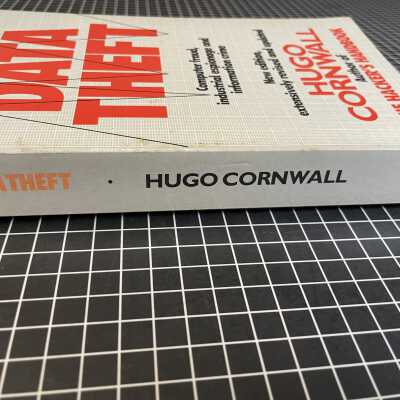 DATA
THEFT
Computer fraud,
industrial espionage and
information crime
New edition,
extensively revised and updated
HUGO
CORNWALL
Author of
THE HACKER'S HANDBOOK
THEFT · HUGO CORNWALL